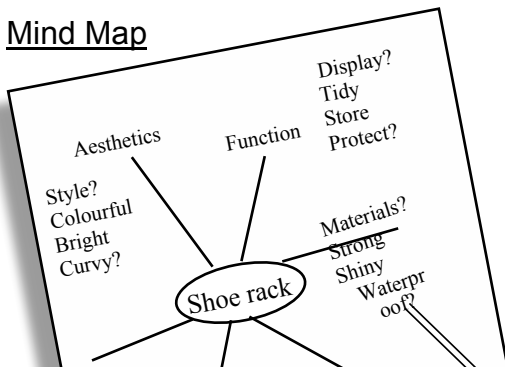 Mind Map
Display?
Tidy
Store
Protect?
Aesthetics
Function
Style?
Colourful
Bright
Curvy?
Materials?
Strong
Shiny
Waterpr
oof?
Shoe rack